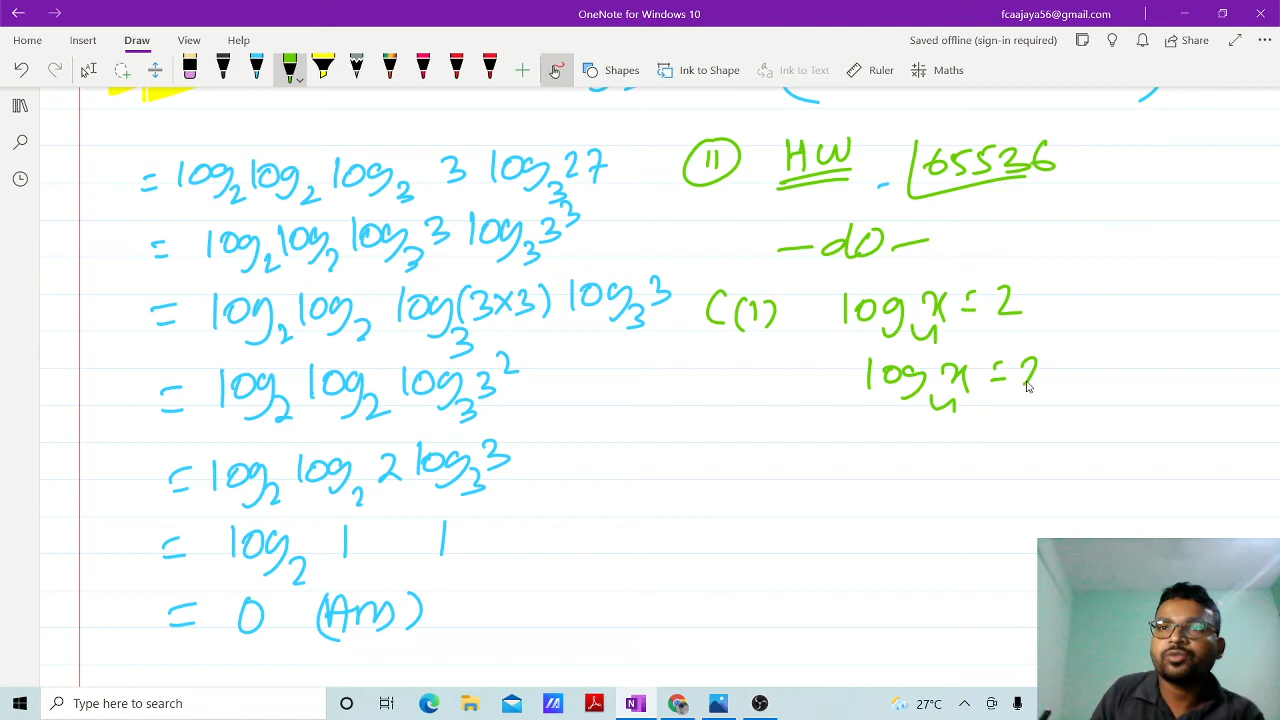 OneNote for Windows 10
fcaajaya56@gmail.com
Home Insert Draw View Help
Saved offline (sign-in required)
Share
Shapes
Ink to Shape
Ink to Text
Ruler
Maths
= log₂ log₂ log₃ 3 log₃ 27
= log₂ log₂ log₃ 3 log₃ 3³
= log₂ log₂ log₃ (3×3) log₃ 3
= log₂ log₂ log₃ 3²
= log₂ log₂ 2 log₃ 3
= log₂ 1 1
= 0 (Ans)
(11) HW - 65536
— do —
C(1) log₄ x = 2
log₄ x = 2
Type here to search
27°C